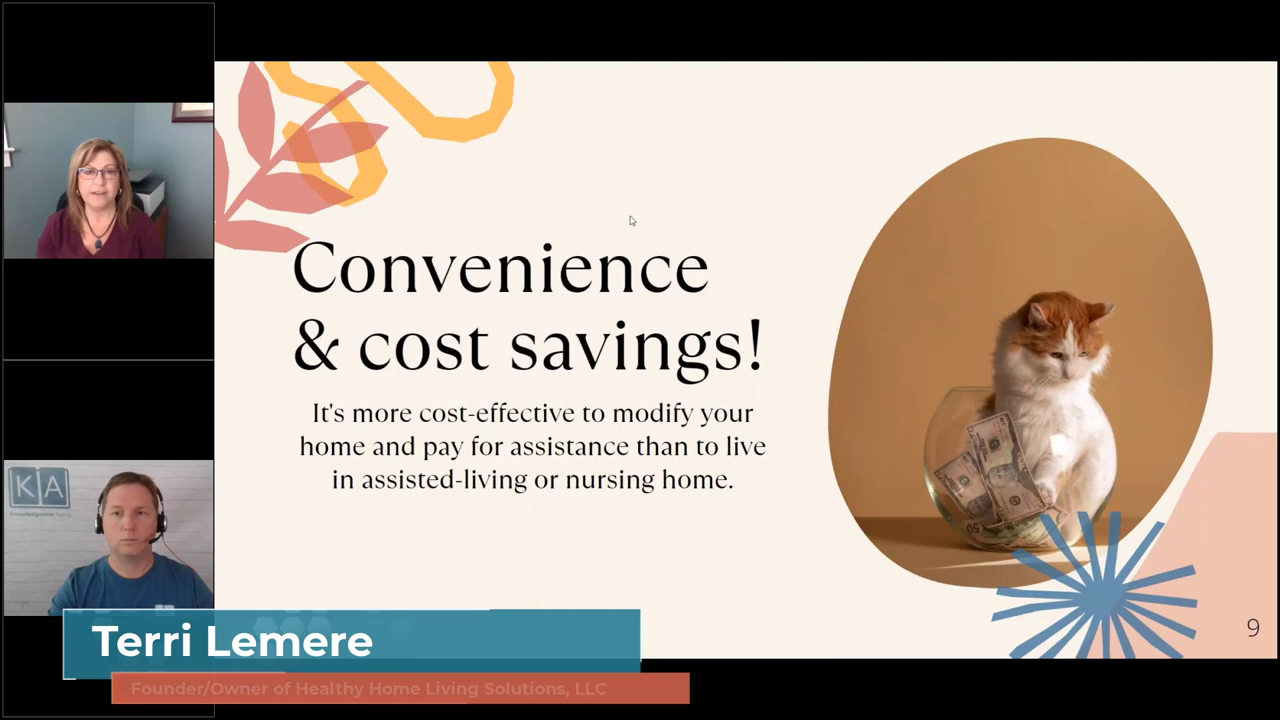 Convenience
& cost savings!
It's more cost-effective to modify your
home and pay for assistance than to live
in assisted-living or nursing home.
9
KA
Terri Lemere
Founder/Owner of Healthy Home Living Solutions, LLC